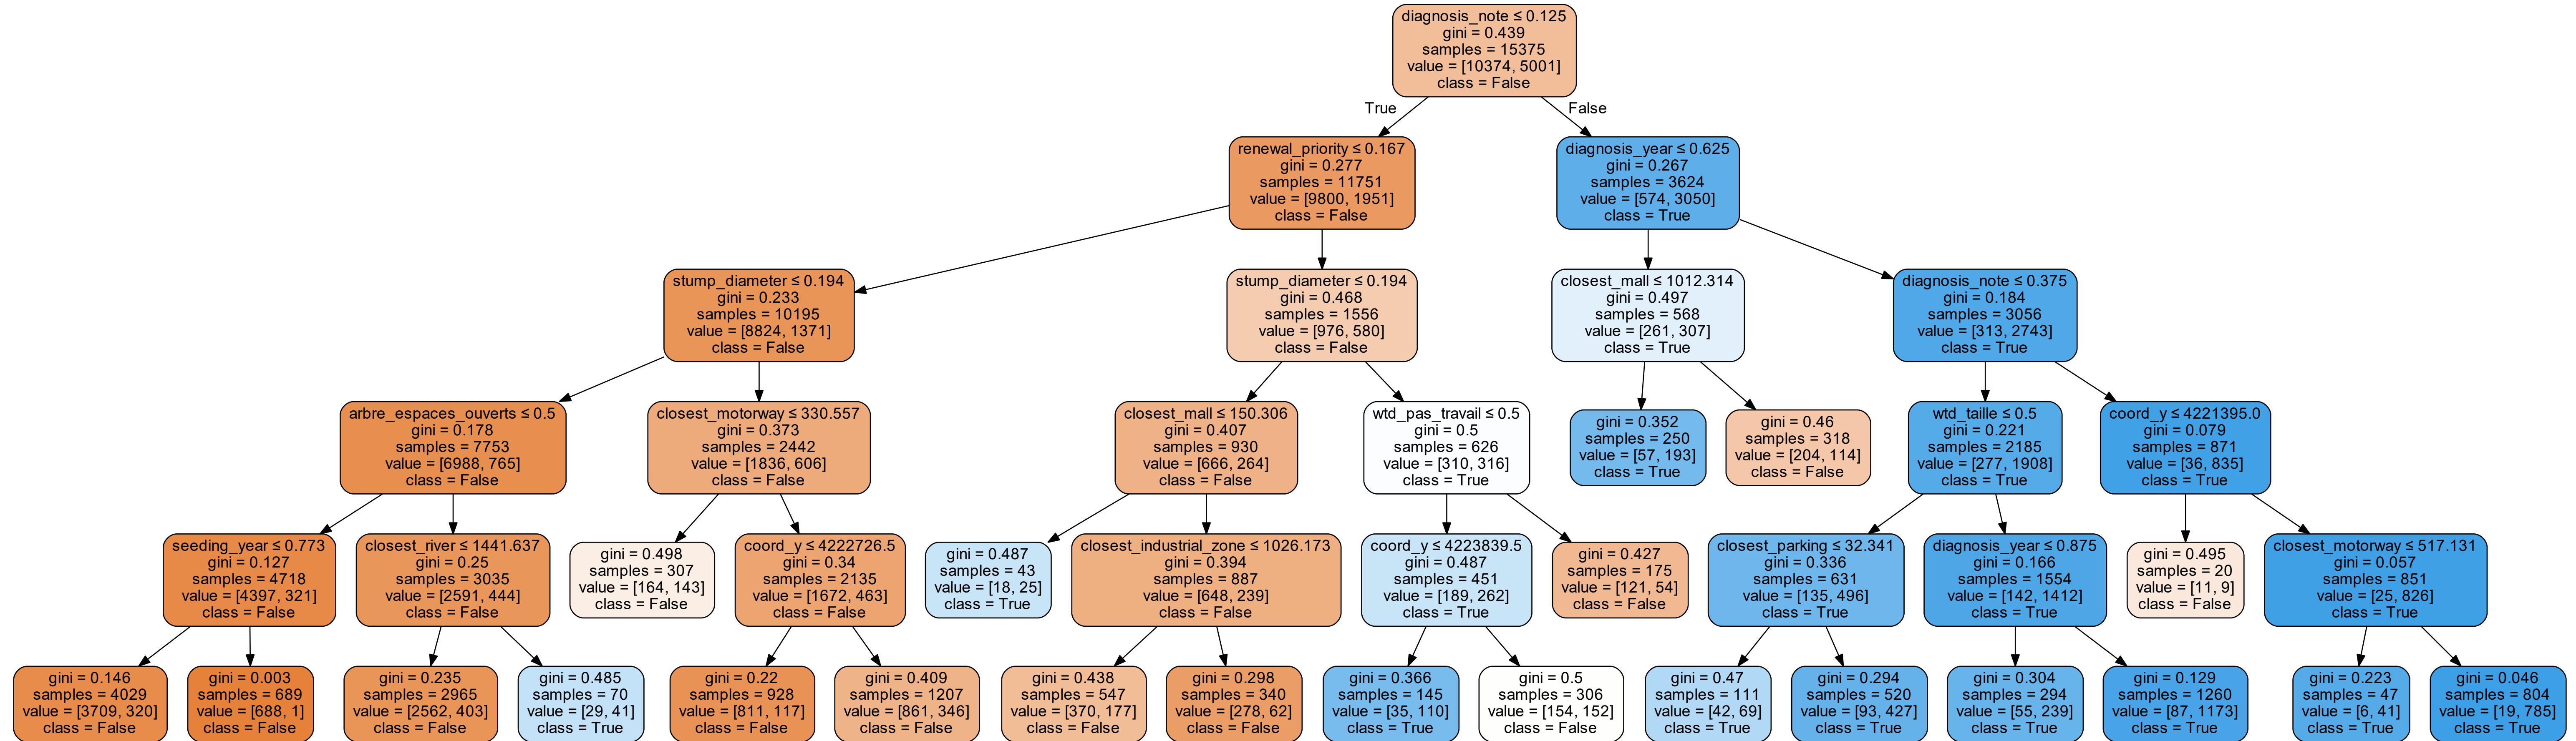 diagnosis_note ≤ 0.125
gini = 0.439
samples = 15375
value = [10374, 5001]
class = False
True
False
renewal_priority ≤ 0.167
gini = 0.277
samples = 11751
value = [9800, 1951]
class = False
diagnosis_year ≤ 0.625
gini = 0.267
samples = 3624
value = [574, 3050]
class = True
stump_diameter ≤ 0.194
gini = 0.233
samples = 10195
value = [8824, 1371]
class = False
stump_diameter ≤ 0.194
gini = 0.468
samples = 1556
value = [976, 580]
class = False
closest_mall ≤ 1012.314
gini = 0.497
samples = 568
value = [261, 307]
class = True
diagnosis_note ≤ 0.375
gini = 0.184
samples = 3056
value = [313, 2743]
class = True
arbre_espaces_ouverts ≤ 0.5
gini = 0.178
samples = 7753
value = [6988, 765]
class = False
closest_motorway ≤ 330.557
gini = 0.373
samples = 2442
value = [1836, 606]
class = False
closest_mall ≤ 150.306
gini = 0.407
samples = 930
value = [666, 264]
class = False
wtd_pas_travail ≤ 0.5
gini = 0.5
samples = 626
value = [310, 316]
class = True
gini = 0.352
samples = 250
value = [57, 193]
class = True
gini = 0.46
samples = 318
value = [204, 114]
class = False
wtd_taille ≤ 0.5
gini = 0.221
samples = 2185
value = [277, 1908]
class = True
coord_y ≤ 4221395.0
gini = 0.079
samples = 871
value = [36, 835]
class = True
seeding_year ≤ 0.773
gini = 0.127
samples = 4718
value = [4397, 321]
class = False
closest_river ≤ 1441.637
gini = 0.25
samples = 3035
value = [2591, 444]
class = False
gini = 0.498
samples = 307
value = [164, 143]
class = False
coord_y ≤ 4222726.5
gini = 0.34
samples = 2135
value = [1672, 463]
class = False
gini = 0.487
samples = 43
value = [18, 25]
class = True
closest_industrial_zone ≤ 1026.173
gini = 0.394
samples = 887
value = [648, 239]
class = False
coord_y ≤ 4223839.5
gini = 0.487
samples = 451
value = [189, 262]
class = True
gini = 0.427
samples = 175
value = [121, 54]
class = False
closest_parking ≤ 32.341
gini = 0.336
samples = 631
value = [135, 496]
class = True
diagnosis_year ≤ 0.875
gini = 0.166
samples = 1554
value = [142, 1412]
class = True
gini = 0.495
samples = 20
value = [11, 9]
class = False
closest_motorway ≤ 517.131
gini = 0.057
samples = 851
value = [25, 826]
class = True
gini = 0.146
samples = 4029
value = [3709, 320]
class = False
gini = 0.003
samples = 689
value = [688, 1]
class = False
gini = 0.235
samples = 2965
value = [2562, 403]
class = False
gini = 0.485
samples = 70
value = [29, 41]
class = True
gini = 0.22
samples = 928
value = [811, 117]
class = False
gini = 0.409
samples = 1207
value = [861, 346]
class = False
gini = 0.438
samples = 547
value = [370, 177]
class = False
gini = 0.298
samples = 340
value = [278, 62]
class = False
gini = 0.366
samples = 145
value = [35, 110]
class = True
gini = 0.5
samples = 306
value = [154, 152]
class = False
gini = 0.47
samples = 111
value = [42, 69]
class = True
gini = 0.294
samples = 520
value = [93, 427]
class = True
gini = 0.304
samples = 294
value = [55, 239]
class = True
gini = 0.129
samples = 1260
value = [87, 1173]
class = True
gini = 0.223
samples = 47
value = [6, 41]
class = True
gini = 0.046
samples = 804
value = [19, 785]
class = True